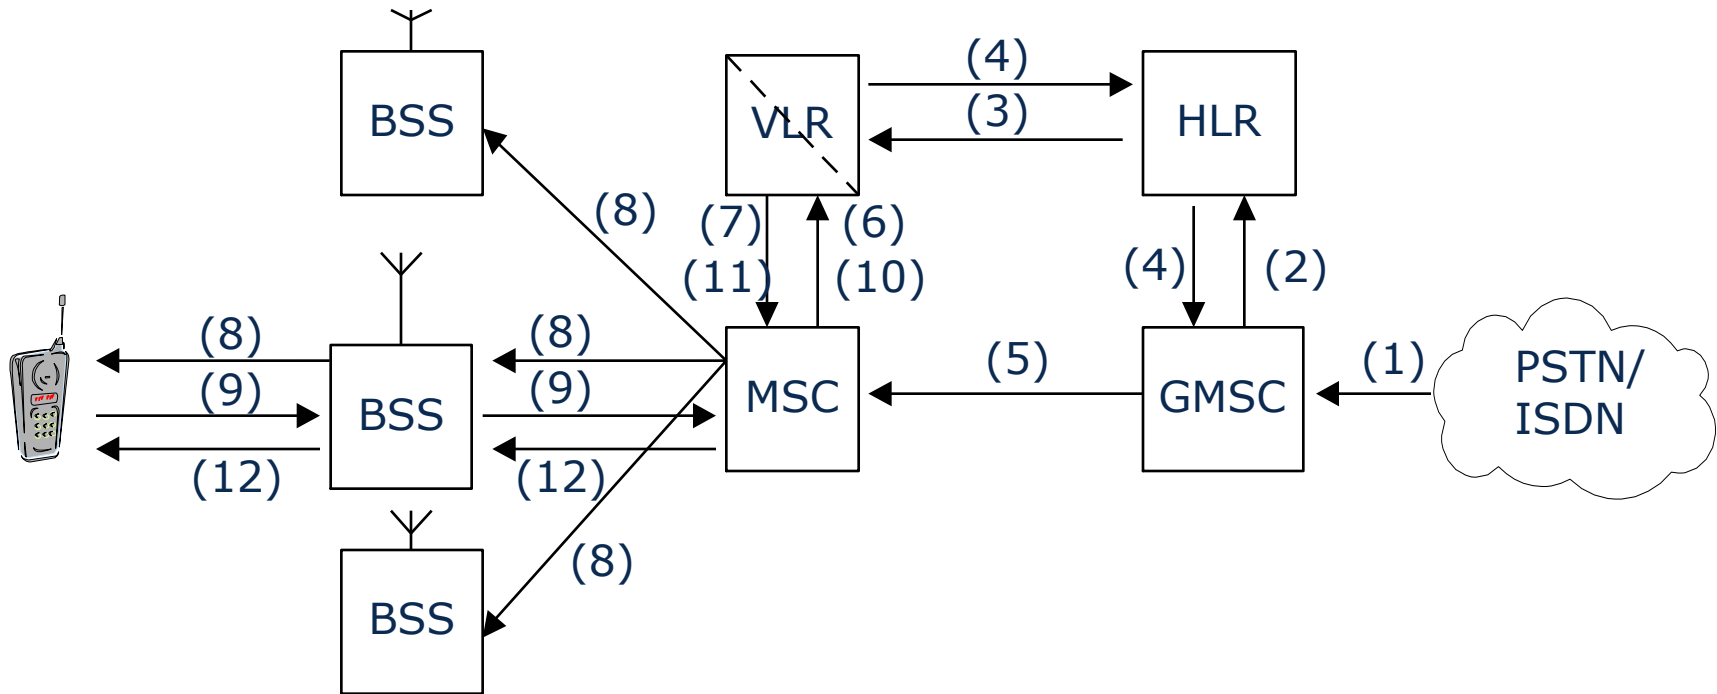 BSS
VLR
(4)
(3)
HLR
(8)
(7)
(6)
(11)
(10)
(4)
(2)
(8)
(9)
(12)
BSS
(8)
(9)
(12)
MSC
(5)
GMSC
(1)
PSTN/
ISDN
(8)
BSS